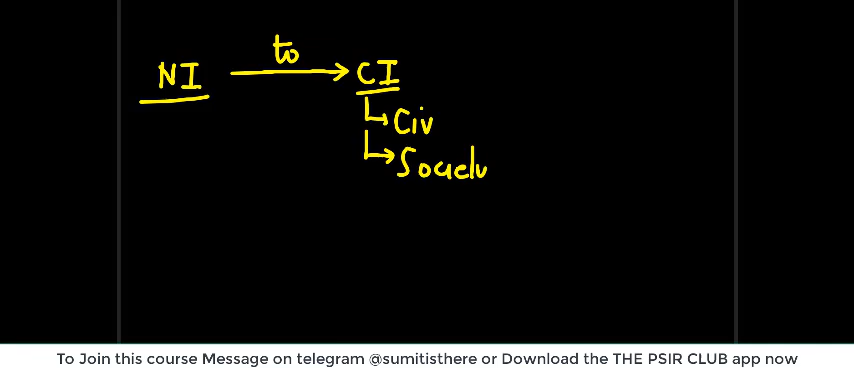 NI to CI
Civ
To Join this course Message on telegram @sumitisthere or Download the THE PSIR CLUB app now